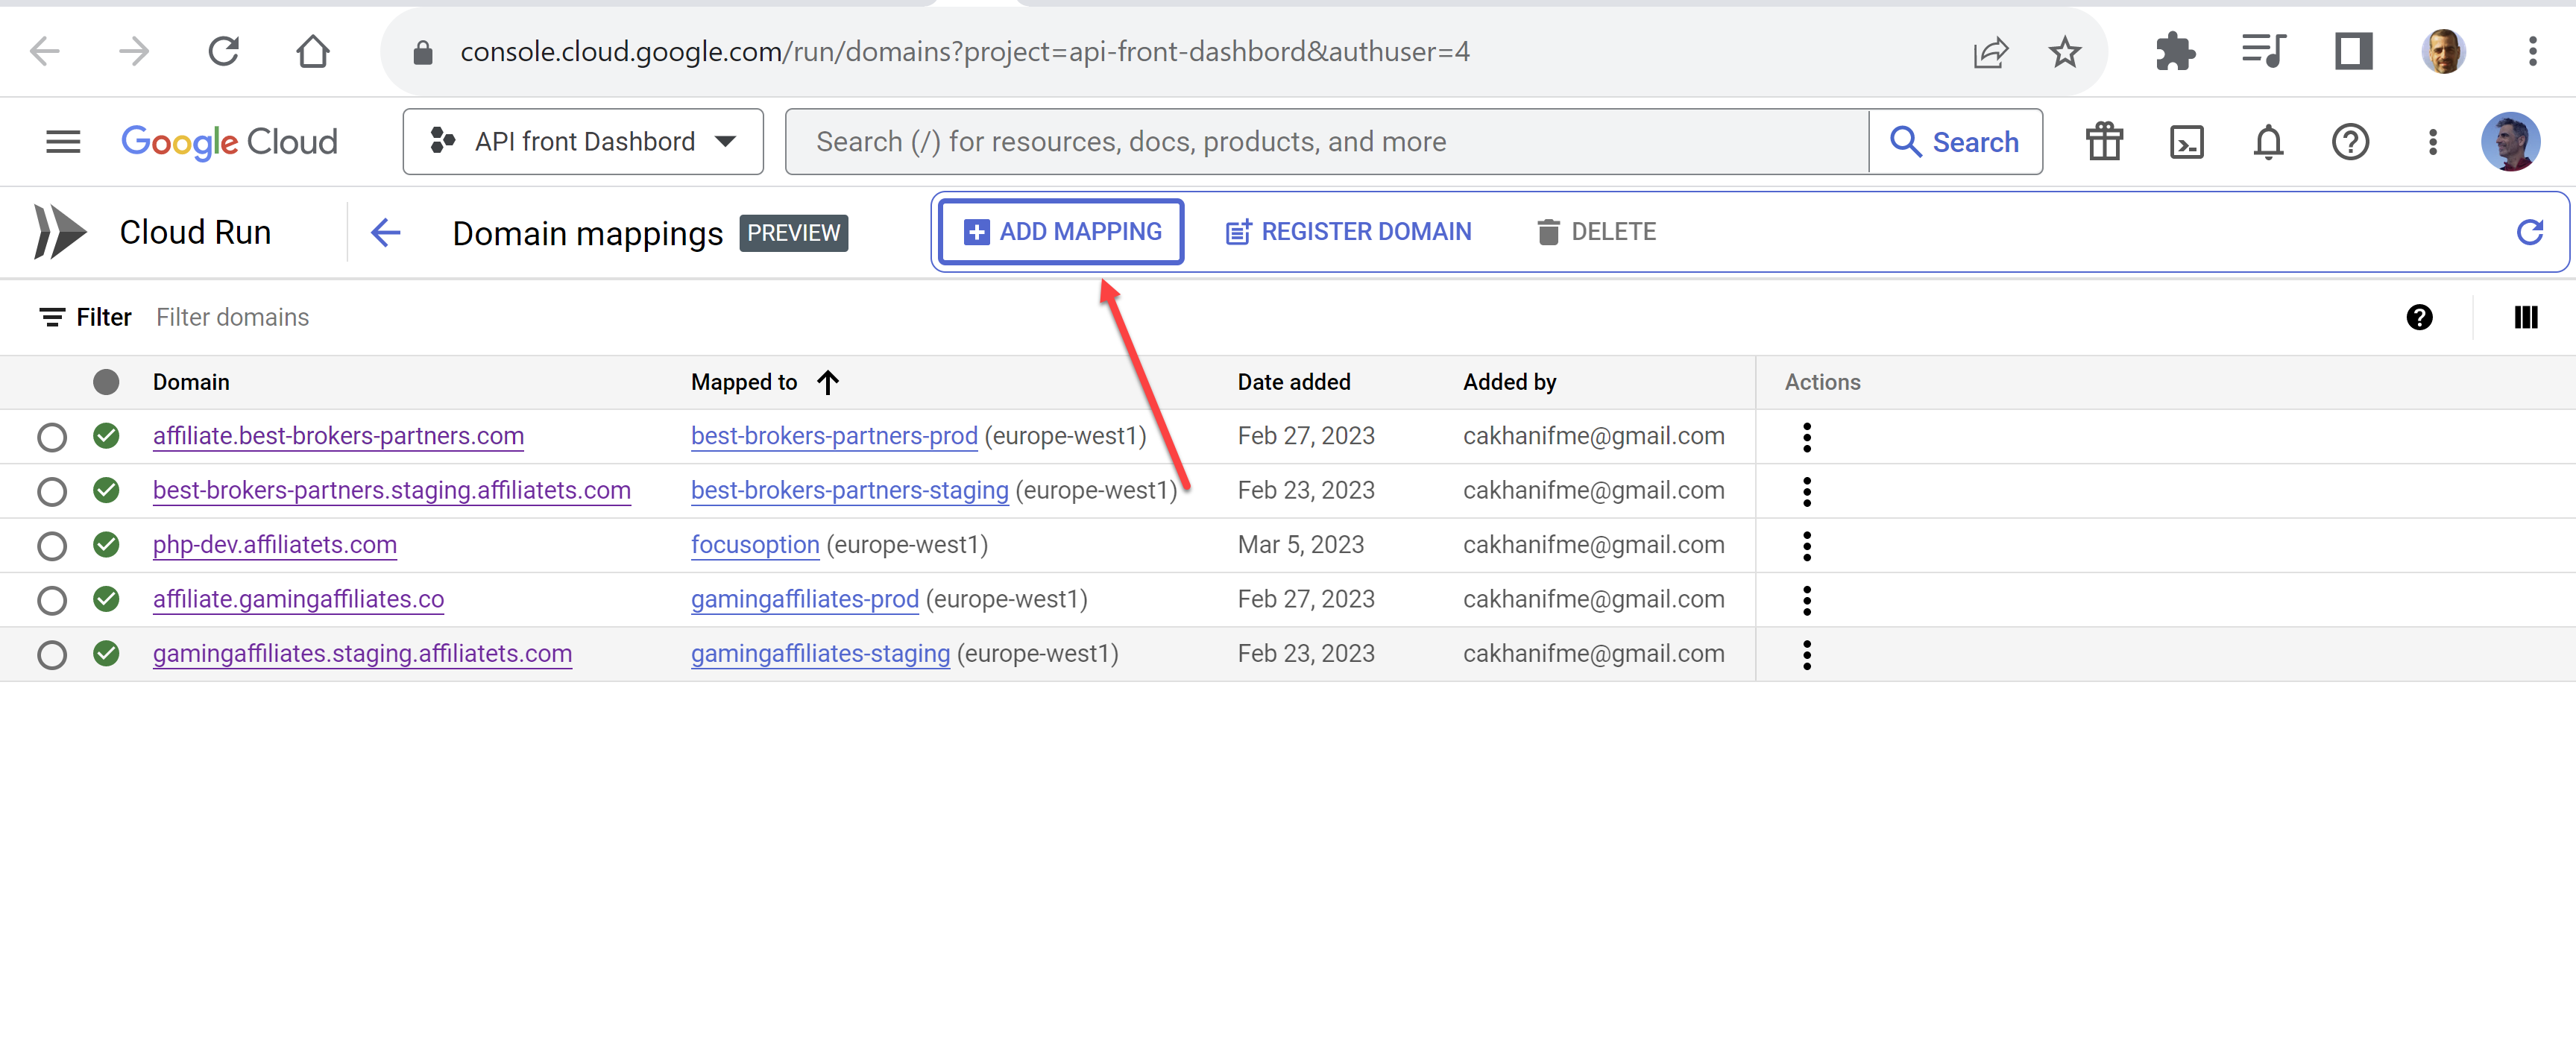 console.cloud.google.com/run/domains?project=api-front-dashbord&authuser=4
Google Cloud
API front Dashbord
Search (/) for resources, docs, products, and more
Search
Cloud Run
Domain mappings
PREVIEW
ADD MAPPING
REGISTER DOMAIN
DELETE
Filter Filter domains
Domain Mapped to Date added Added by Actions
affiliate.best-brokers-partners.com best-brokers-partners-prod (europe-west1) Feb 27, 2023 cakhanifme@gmail.com
best-brokers-partners.staging.affiliatets.com best-brokers-partners-staging (europe-west1) Feb 23, 2023 cakhanifme@gmail.com
php-dev.affiliatets.com focusoption (europe-west1) Mar 5, 2023 cakhanifme@gmail.com
affiliate.gamingaffiliates.co gamingaffiliates-prod (europe-west1) Feb 27, 2023 cakhanifme@gmail.com
gamingaffiliates.staging.affiliatets.com gamingaffiliates-staging (europe-west1) Feb 23, 2023 cakhanifme@gmail.com